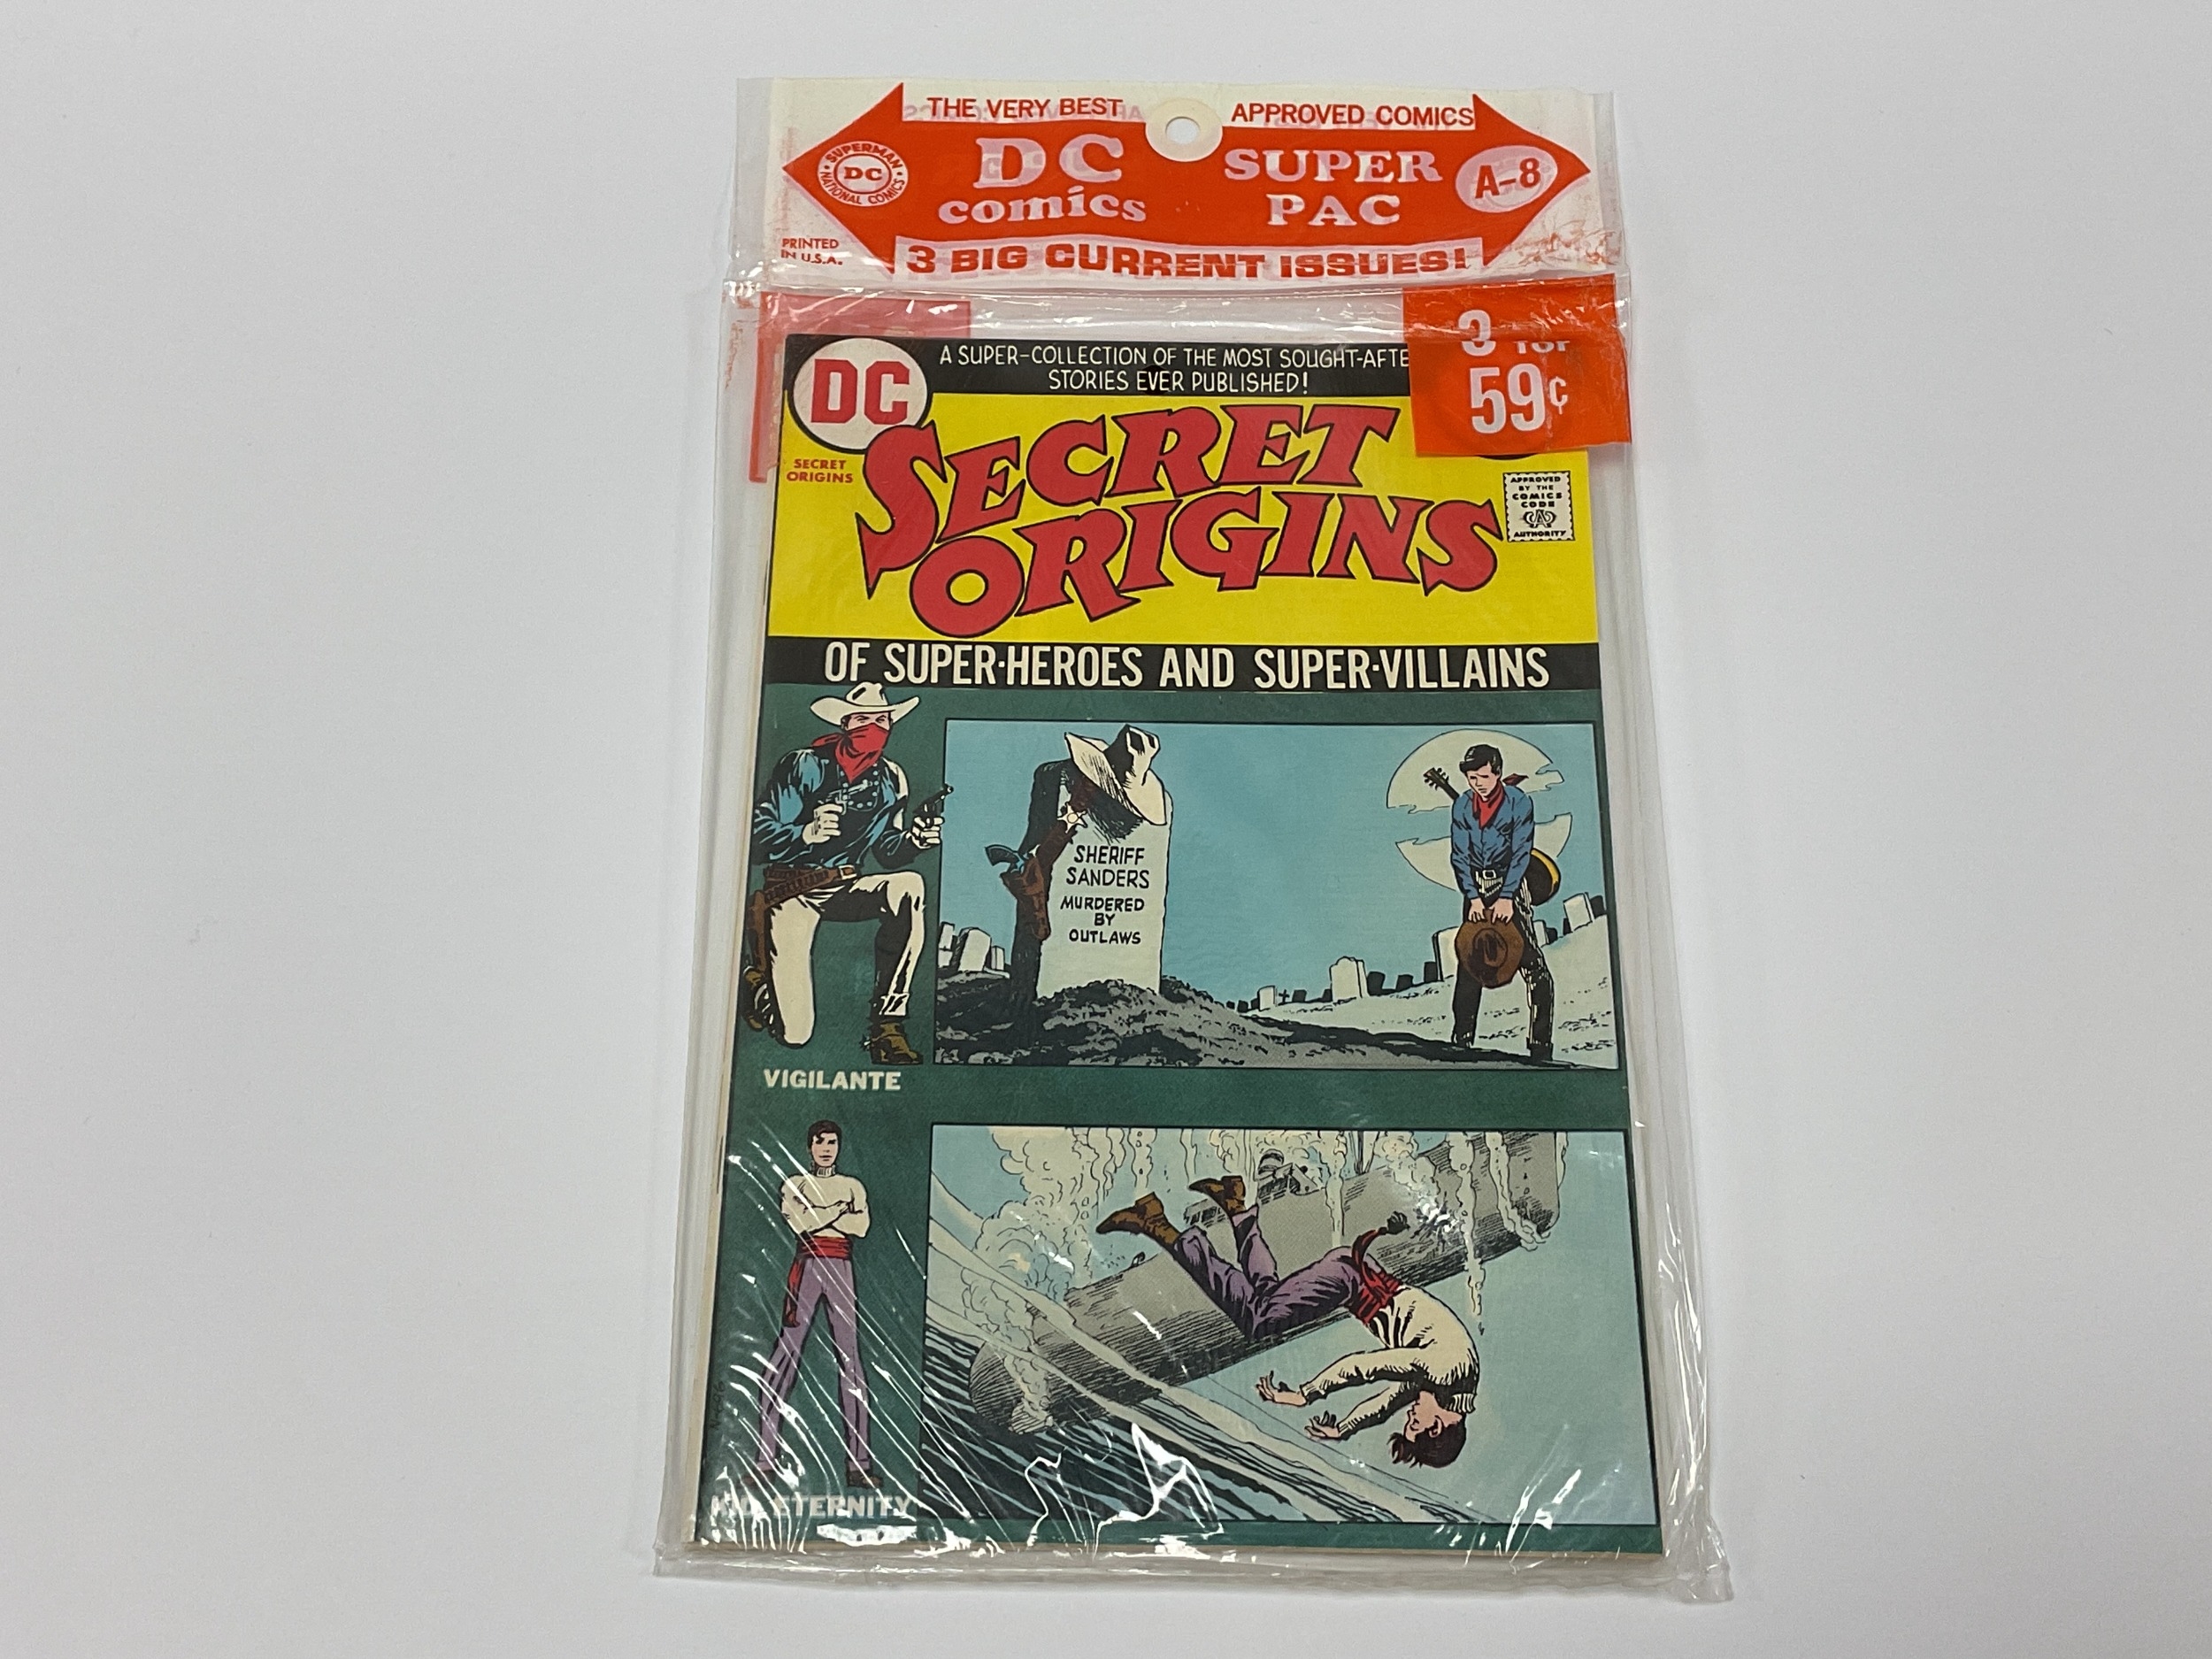 THE VERY BEST APPROVED COMICS
SUPERMAN DC NATIONAL COMICS
DC comics
SUPER PAC
A-8
PRINTED IN U.S.A.
3 BIG CURRENT ISSUES!
3 for
59¢
DC
A SUPER-COLLECTION OF THE MOST SOUGHT-AFTE
STORIES EVER PUBLISHED!
SECRET
ORIGINS
SECRET
ORIGINS
APPROVED
BY THE
COMICS
CODE
CA
AUTHORITY
OF SUPER-HEROES AND SUPER-VILLAINS
SHERIFF
SANDERS
MURDERED
BY
OUTLAWS
VIGILANTE
ETERNITY